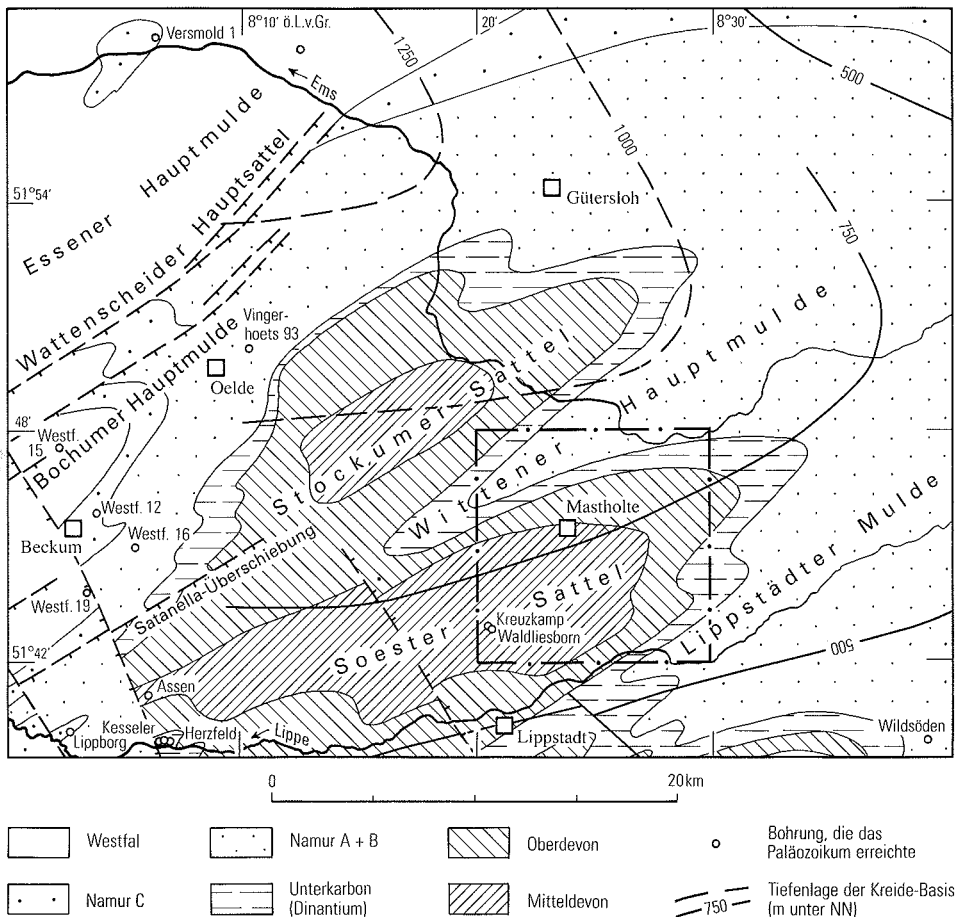 8°10' ö.L.v.Gr.
20'
8°30'
Versmold 1
Ems
1250
500
1000
750
51°54'
Gütersloh
Essener Hauptmulde
Wattenscheider Hauptsattel
Bochumer Hauptmulde
Vinger-
hoets 93
Oelde
Stockumer Sattel
Wittener Hauptmulde
48'
Westf.
15
Westf. 12
Beckum
Westf. 16
Westf. 19
Satanella-Überschiebung
Mastholte
Soester Sattel
Kreuzkamp
Waldliesborn
Lippstädter Mulde
51°42'
Assen
500
Kesseler
Lippborg
Herzfeld
Lippe
Lippstadt
Wildsöden
0
20km
Westfal
Namur A + B
Oberdevon
Bohrung, die das
Paläozoikum erreichte
Namur C
Unterkarbon
(Dinantium)
Mitteldevon
750
Tiefenlage der Kreide-Basis
(m unter NN)